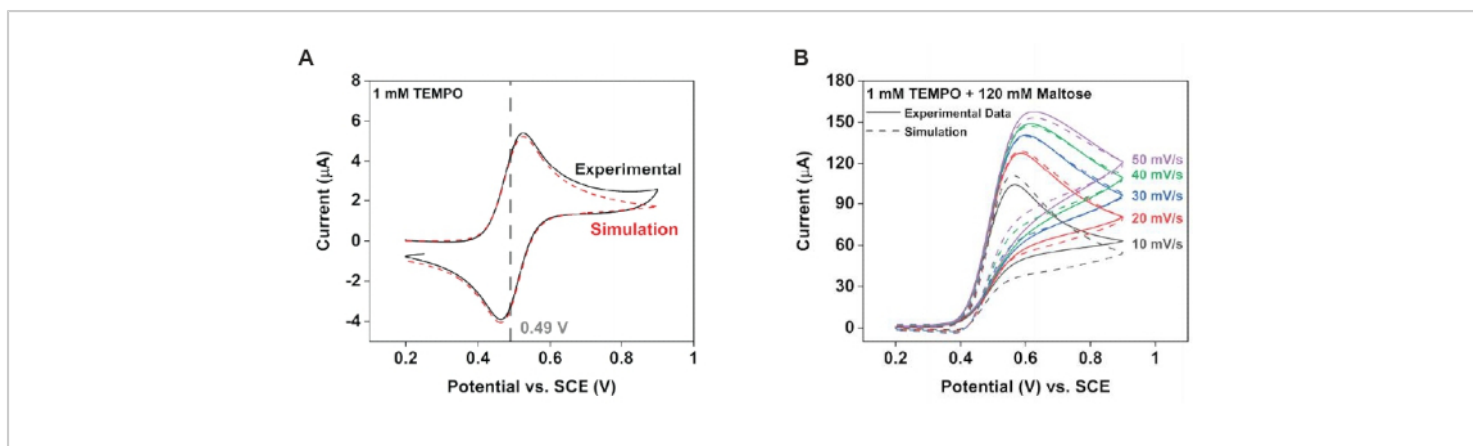 A
8
6
4
2
0
-2
-4
Current (μA)
1 mM TEMPO
Experimental
Simulation
0.49 V
0.2 0.4 0.6 0.8 1
Potential vs. SCE (V)
B
180
150
120
90
60
30
0
Current (μA)
1 mM TEMPO + 120 mM Maltose
Experimental Data
Simulation
50 mV/s
40 mV/s
30 mV/s
20 mV/s
10 mV/s
0.2 0.4 0.6 0.8 1
Potential (V) vs. SCE